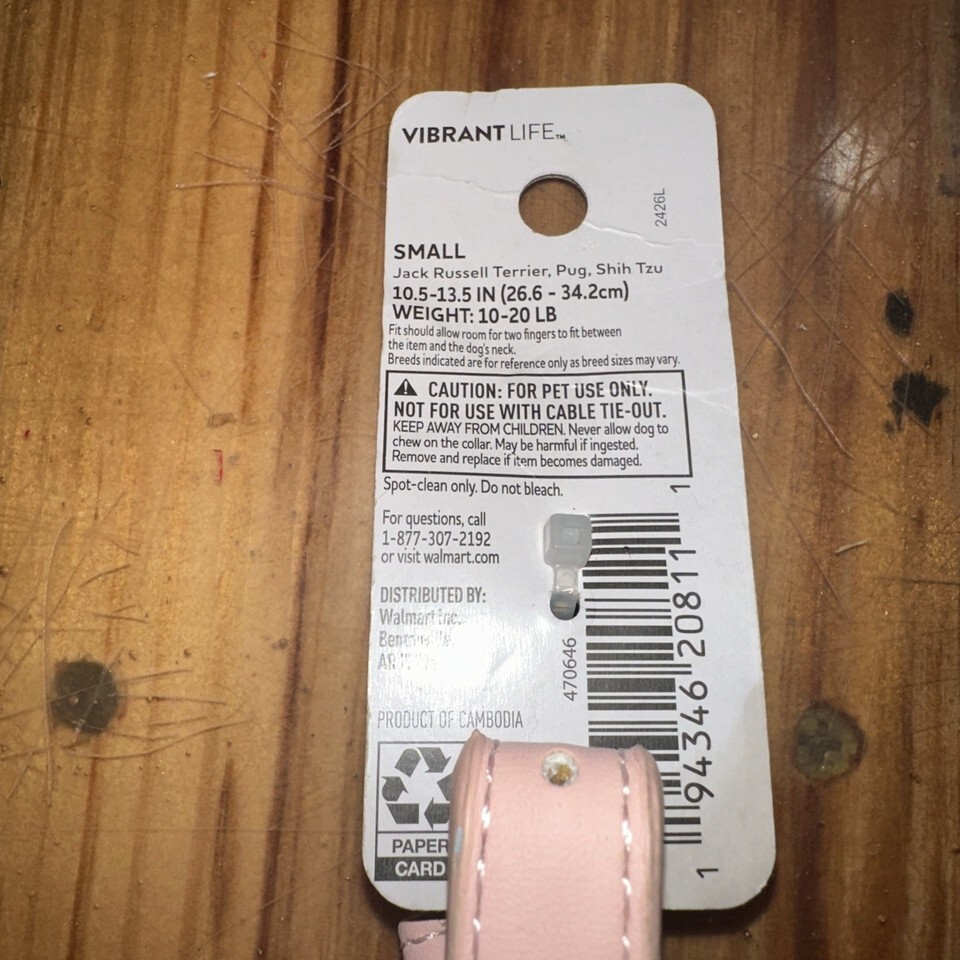 VIBRANT LIFE™
2426L
SMALL
Jack Russell Terrier, Pug, Shih Tzu
10.5-13.5 IN (26.6 - 34.2cm)
WEIGHT: 10-20 LB
Fit should allow room for two fingers to fit between
the item and the dog's neck.
Breeds indicated are for reference only as breed sizes may vary.
CAUTION: FOR PET USE ONLY.
NOT FOR USE WITH CABLE TIE-OUT.
KEEP AWAY FROM CHILDREN. Never allow dog to
chew on the collar. May be harmful if ingested.
Remove and replace if item becomes damaged.
Spot-clean only. Do not bleach.
For questions, call
1-877-307-2192
or visit walmart.com
DISTRIBUTED BY:
Walmart Inc.
AR
PRODUCT OF CAMBODIA
PAPER
CARD
470646
1 94346 20811 1